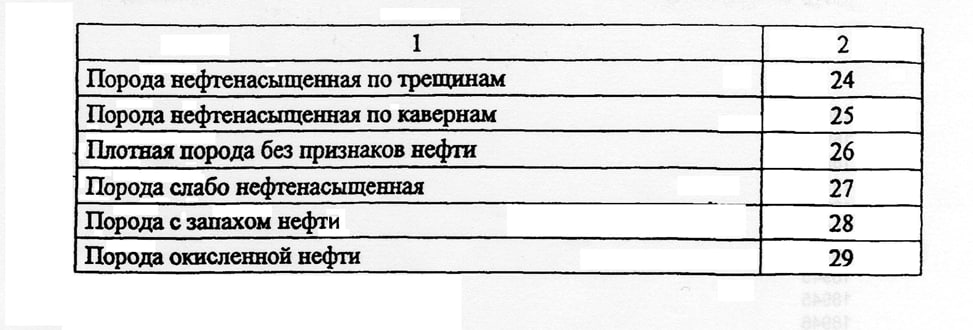 1 2
Порода нефтенасыщенная по трещинам 24
Порода нефтенасыщенная по кавернам 25
Плотная порода без признаков нефти 26
Порода слабо нефтенасыщенная 27
Порода с запахом нефти 28
Порода окисленной нефти 29